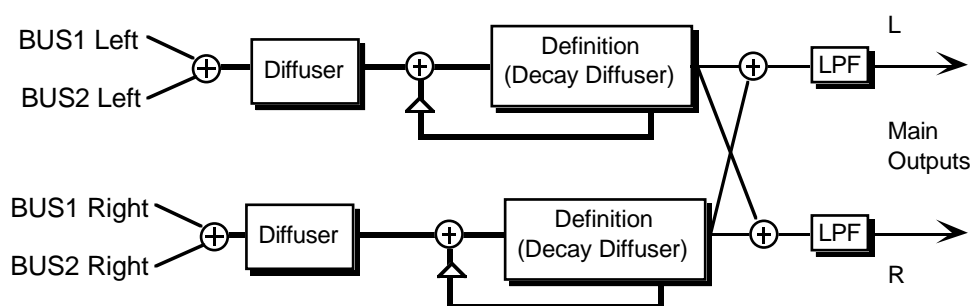 BUS1 Left
BUS2 Left
Diffuser
Definition
(Decay Diffuser)
L
LPF
Main
Outputs
BUS1 Right
BUS2 Right
Diffuser
Definition
(Decay Diffuser)
LPF
R